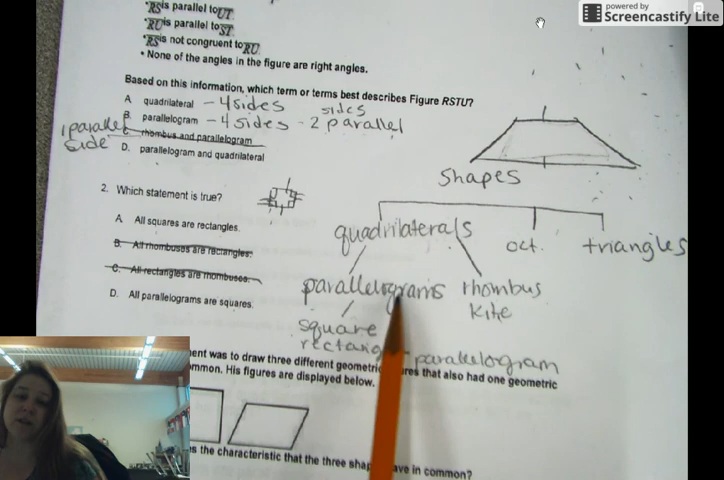 powered by
Screencastify Lite
RS is parallel to UT
RU is parallel to ST
RS is not congruent to RU
• None of the angles in the figure are right angles.
Based on this information, which term or terms best describes Figure RSTU?
A quadrilateral - 4 sides
sides
B. parallelogram - 4 sides - 2 parallel
1 parallel
side
C. rhombus and parallelogram
D. parallelogram and quadrilateral
shapes
2. Which statement is true?
A. All squares are rectangles.
B. All rhombuses are rectangles.
C. All rectangles are rhombuses.
D. All parallelograms are squares.
quadrilaterals
oct.
triangles
parallelograms
rhombus
kite
square
parallelogram
ent was to draw three different geometric
res that also had one geometric
mmon. His figures are displayed below.
s the characteristic that the three
ave in common?